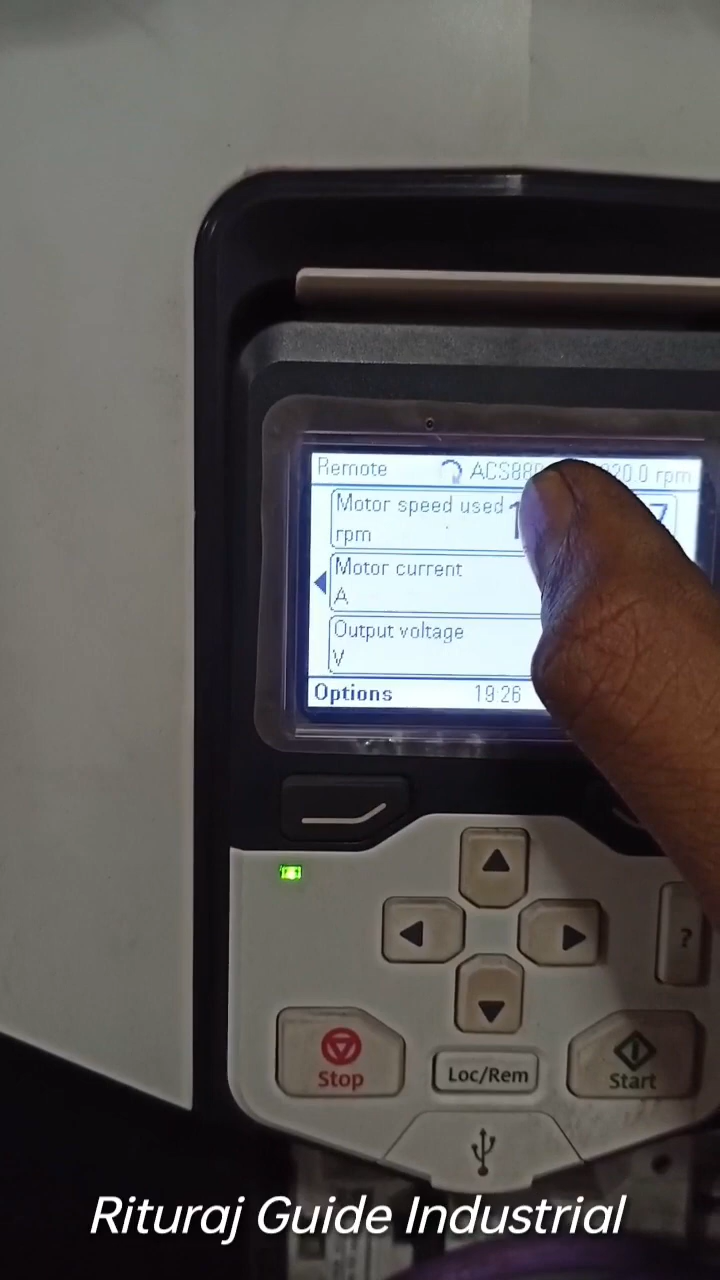 Remote ACS880 820.0 rpm
Motor speed used
rpm
Motor current
A
Output voltage
V
Options 19:26
?
Stop Loc/Rem Start
Rituraj Guide Industrial